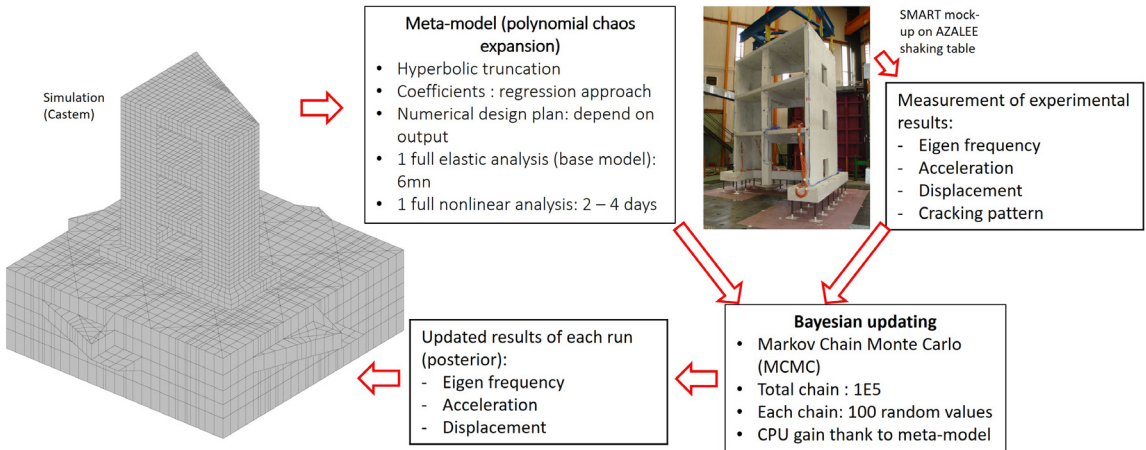 Simulation
(Castem)
Meta-model (polynomial chaos
expansion)
• Hyperbolic truncation
• Coefficients : regression approach
• Numerical design plan: depend on
output
• 1 full elastic analysis (base model):
6mn
• 1 full nonlinear analysis: 2 – 4 days
SMART mock-
up on AZALEE
shaking table
Measurement of experimental
results:
- Eigen frequency
- Acceleration
- Displacement
- Cracking pattern
Bayesian updating
• Markov Chain Monte Carlo
(MCMC)
• Total chain : 1E5
• Each chain: 100 random values
• CPU gain thank to meta-model
Updated results of each run
(posterior):
- Eigen frequency
- Acceleration
- Displacement